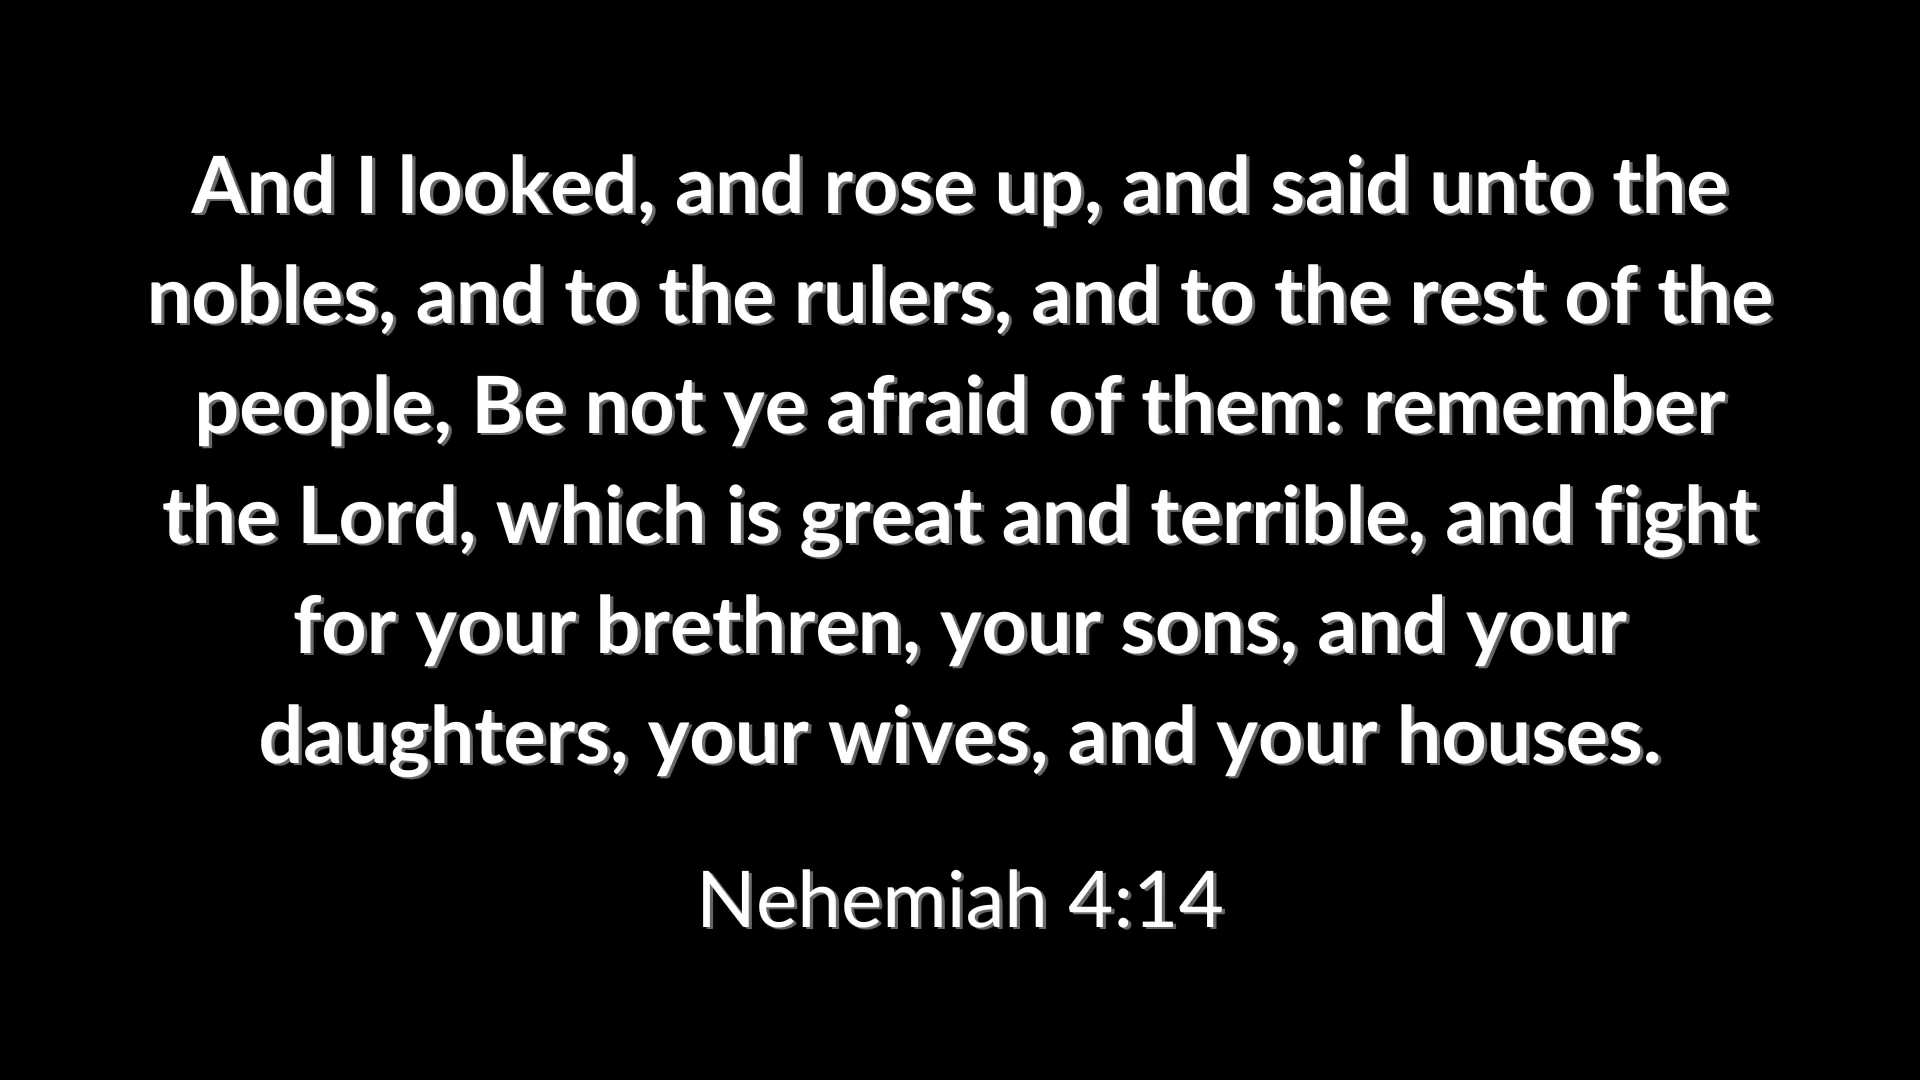 And I looked, and rose up, and said unto the
nobles, and to the rulers, and to the rest of the
people, Be not ye afraid of them: remember
the Lord, which is great and terrible, and fight
for your brethren, your sons, and your
daughters, your wives, and your houses.
Nehemiah 4:14